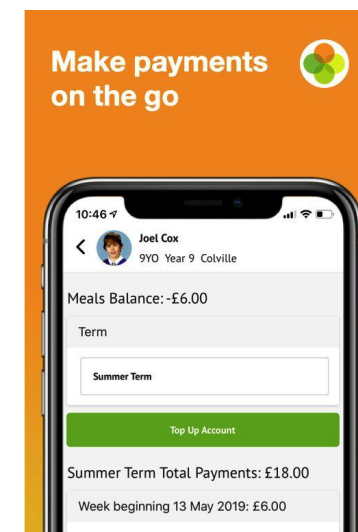 Make payments
on the go
10:46
Joel Cox
9YO Year 9 Colville
Meals Balance: -£6.00
Term
Summer Term
Top Up Account
Summer Term Total Payments: £18.00
Week beginning 13 May 2019: £6.00